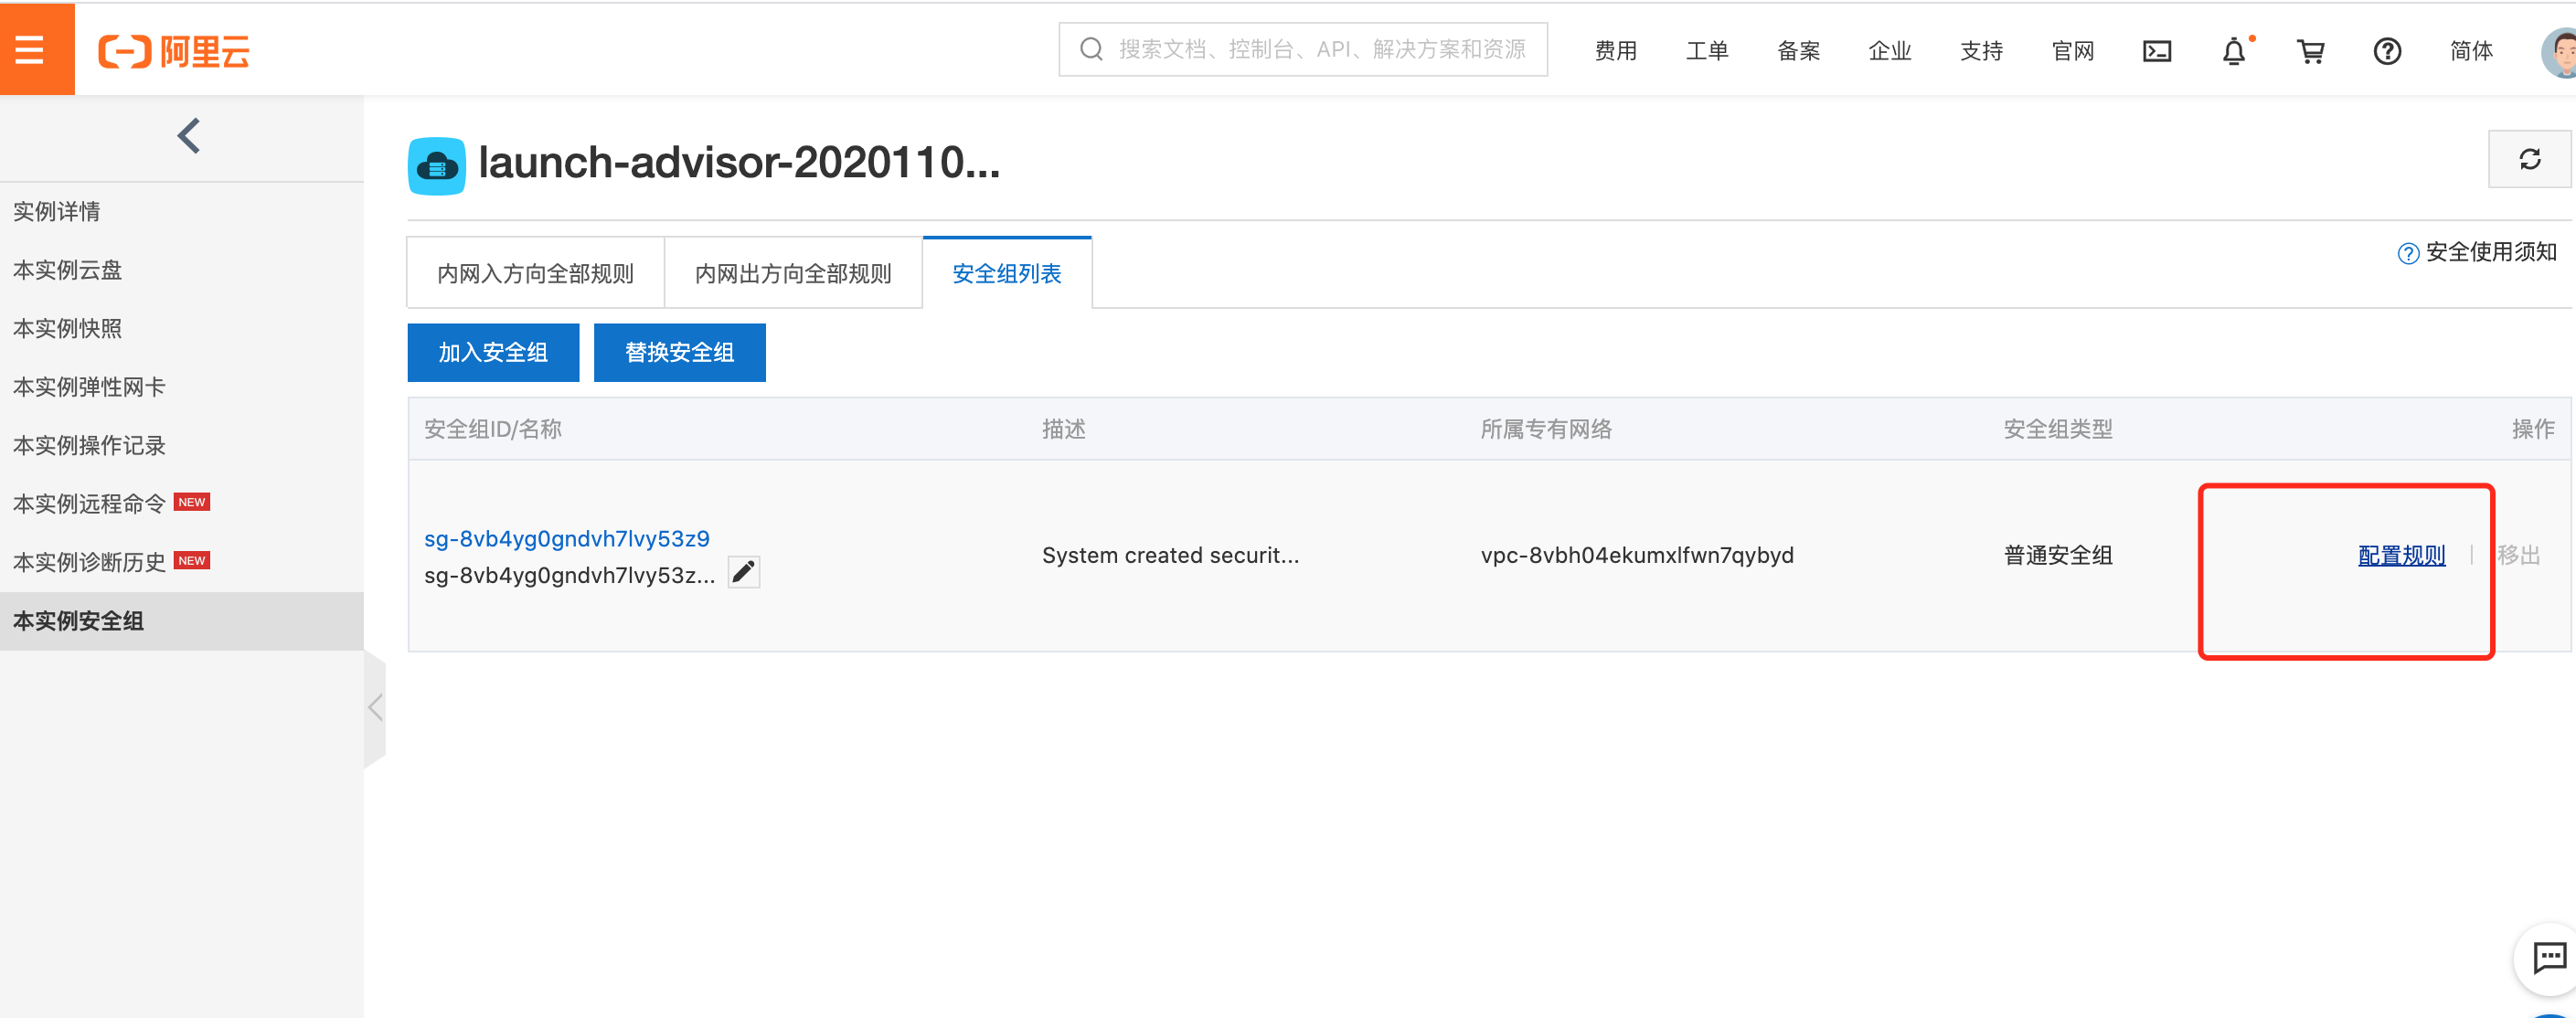 阿里云
搜索文档、控制台、API、解决方案和资源
费用 工单 备案 企业 支持 官网 简体
launch-advisor-2020110...
实例详情
本实例云盘
本实例快照
本实例弹性网卡
本实例操作记录
本实例远程命令 NEW
本实例诊断历史 NEW
本实例安全组
内网入方向全部规则 内网出方向全部规则 安全组列表
安全使用须知
加入安全组 替换安全组
安全组ID/名称 描述 所属专有网络 安全组类型 操作
sg-8vb4yg0gndvh7lvy53z9
sg-8vb4yg0gndvh7lvy53z...
System created securit... vpc-8vbh04ekumxlfwn7qybyd 普通安全组 配置规则 | 移出